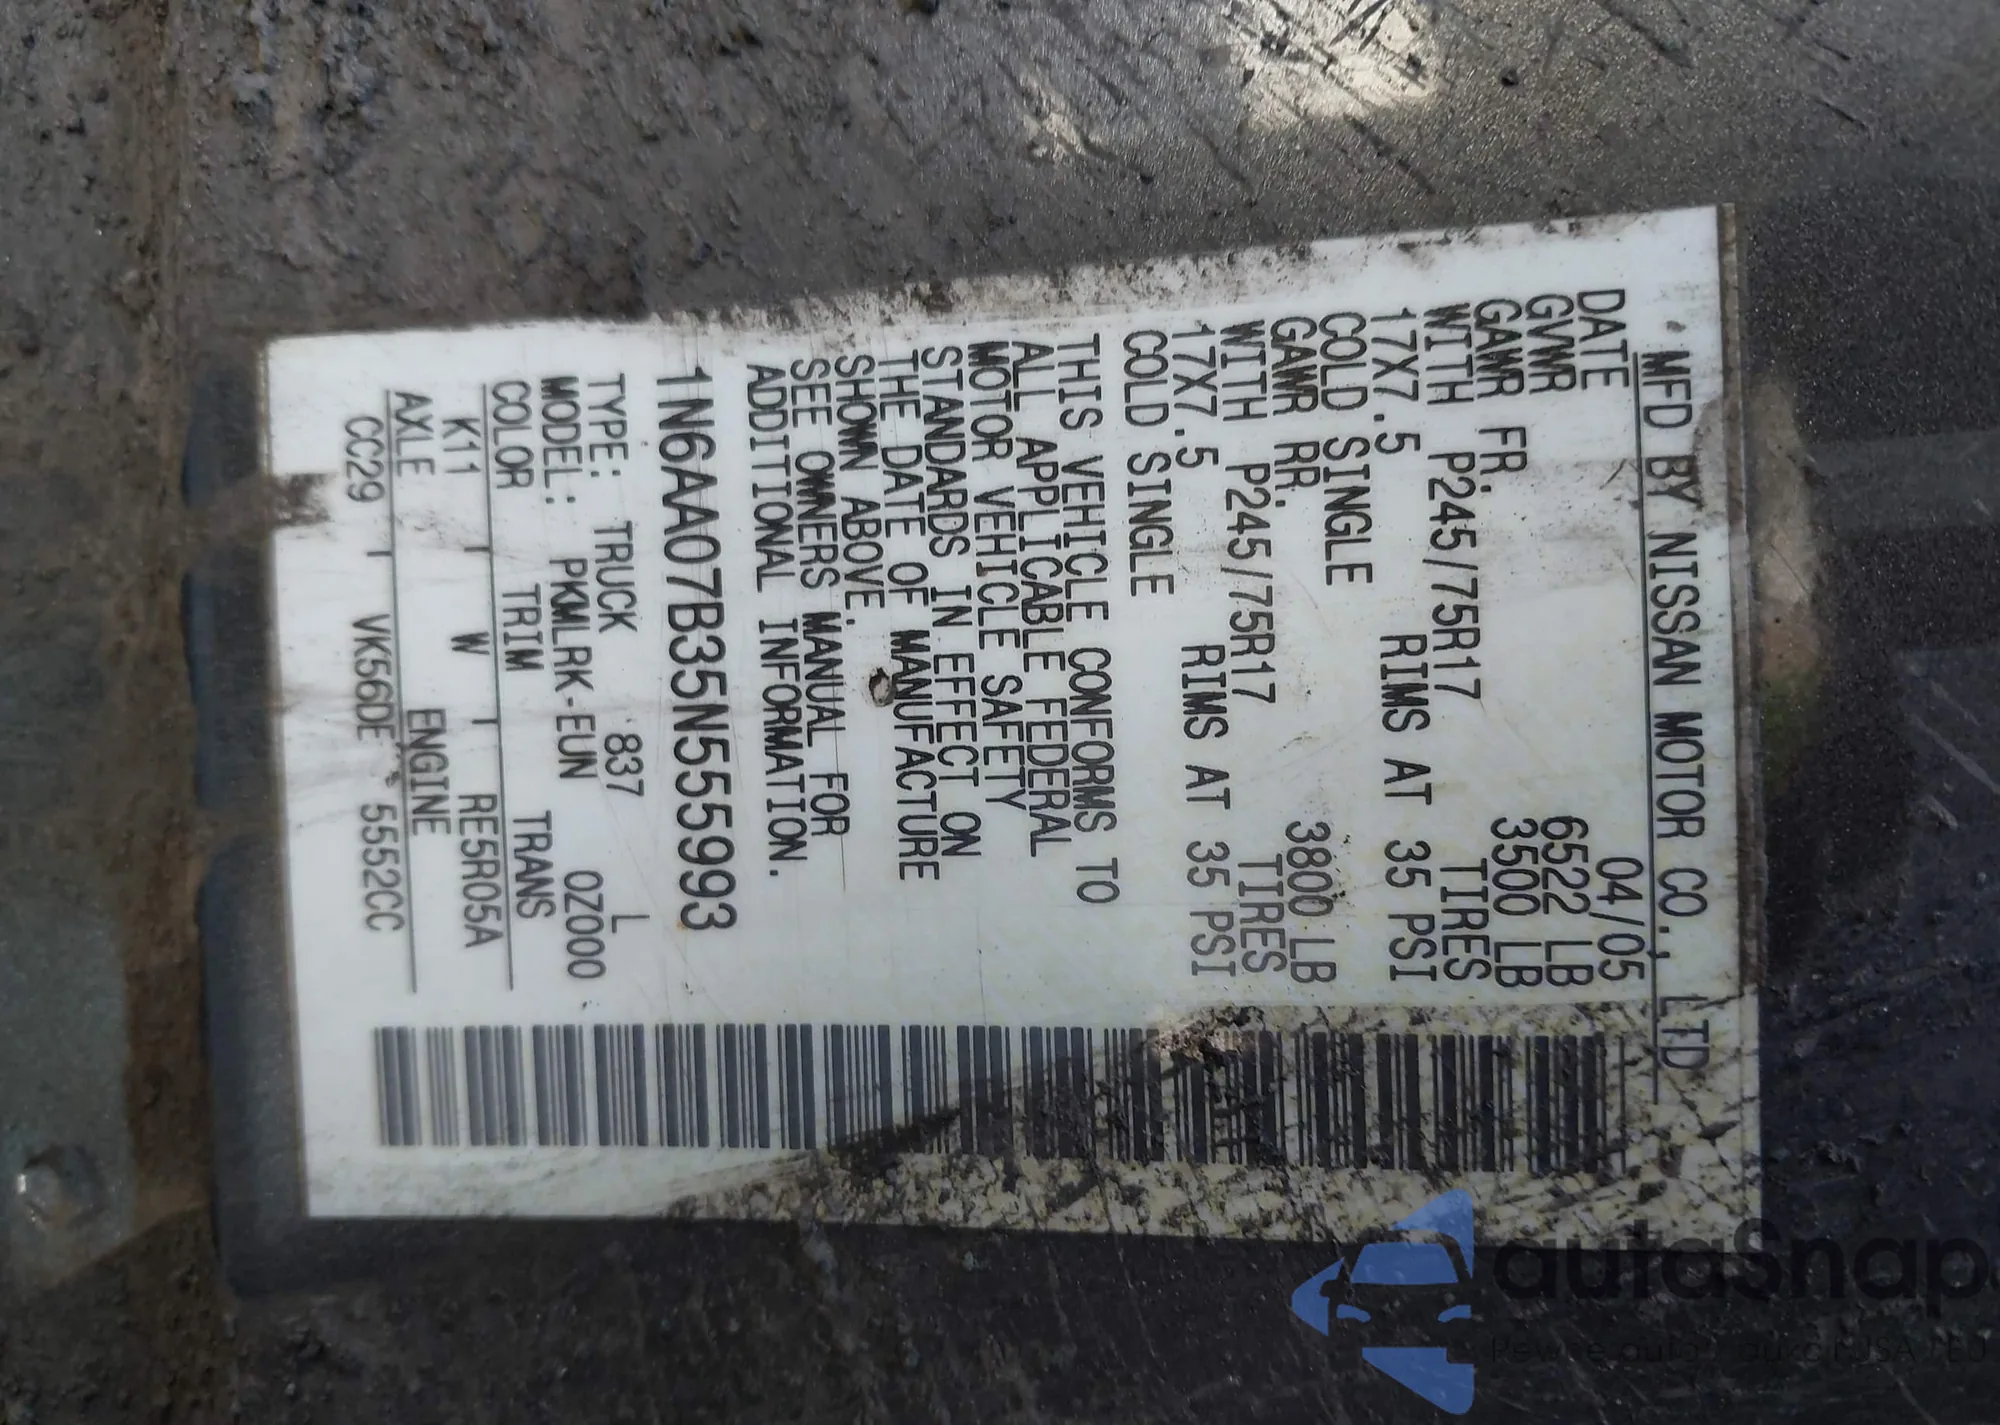 MFD BY NISSAN MOTOR CO., LTD
DATE 04/05
GVWR 6522 LB
GAWR FR. 3500 LB
WITH P245/75R17 TIRES
17X7.5 RIMS AT 35 PSI
COLD SINGLE
GAWR RR. 3800 LB
WITH P245/75R17 TIRES
17X7.5 RIMS AT 35 PSI
COLD SINGLE
THIS VEHICLE CONFORMS TO
ALL APPLICABLE FEDERAL
MOTOR VEHICLE SAFETY
STANDARDS IN EFFECT ON
THE DATE OF MANUFACTURE
SHOWN ABOVE.
SEE OWNERS MANUAL FOR
ADDITIONAL INFORMATION.
1N6AA07B35N555993
TYPE: TRUCK 837 L
MODEL: PKMLRK-EUN 0Z000
COLOR TRIM TRANS
K11 W RE5R05A
AXLE ENGINE
CC29 VK56DE 5552CC
autaSnap